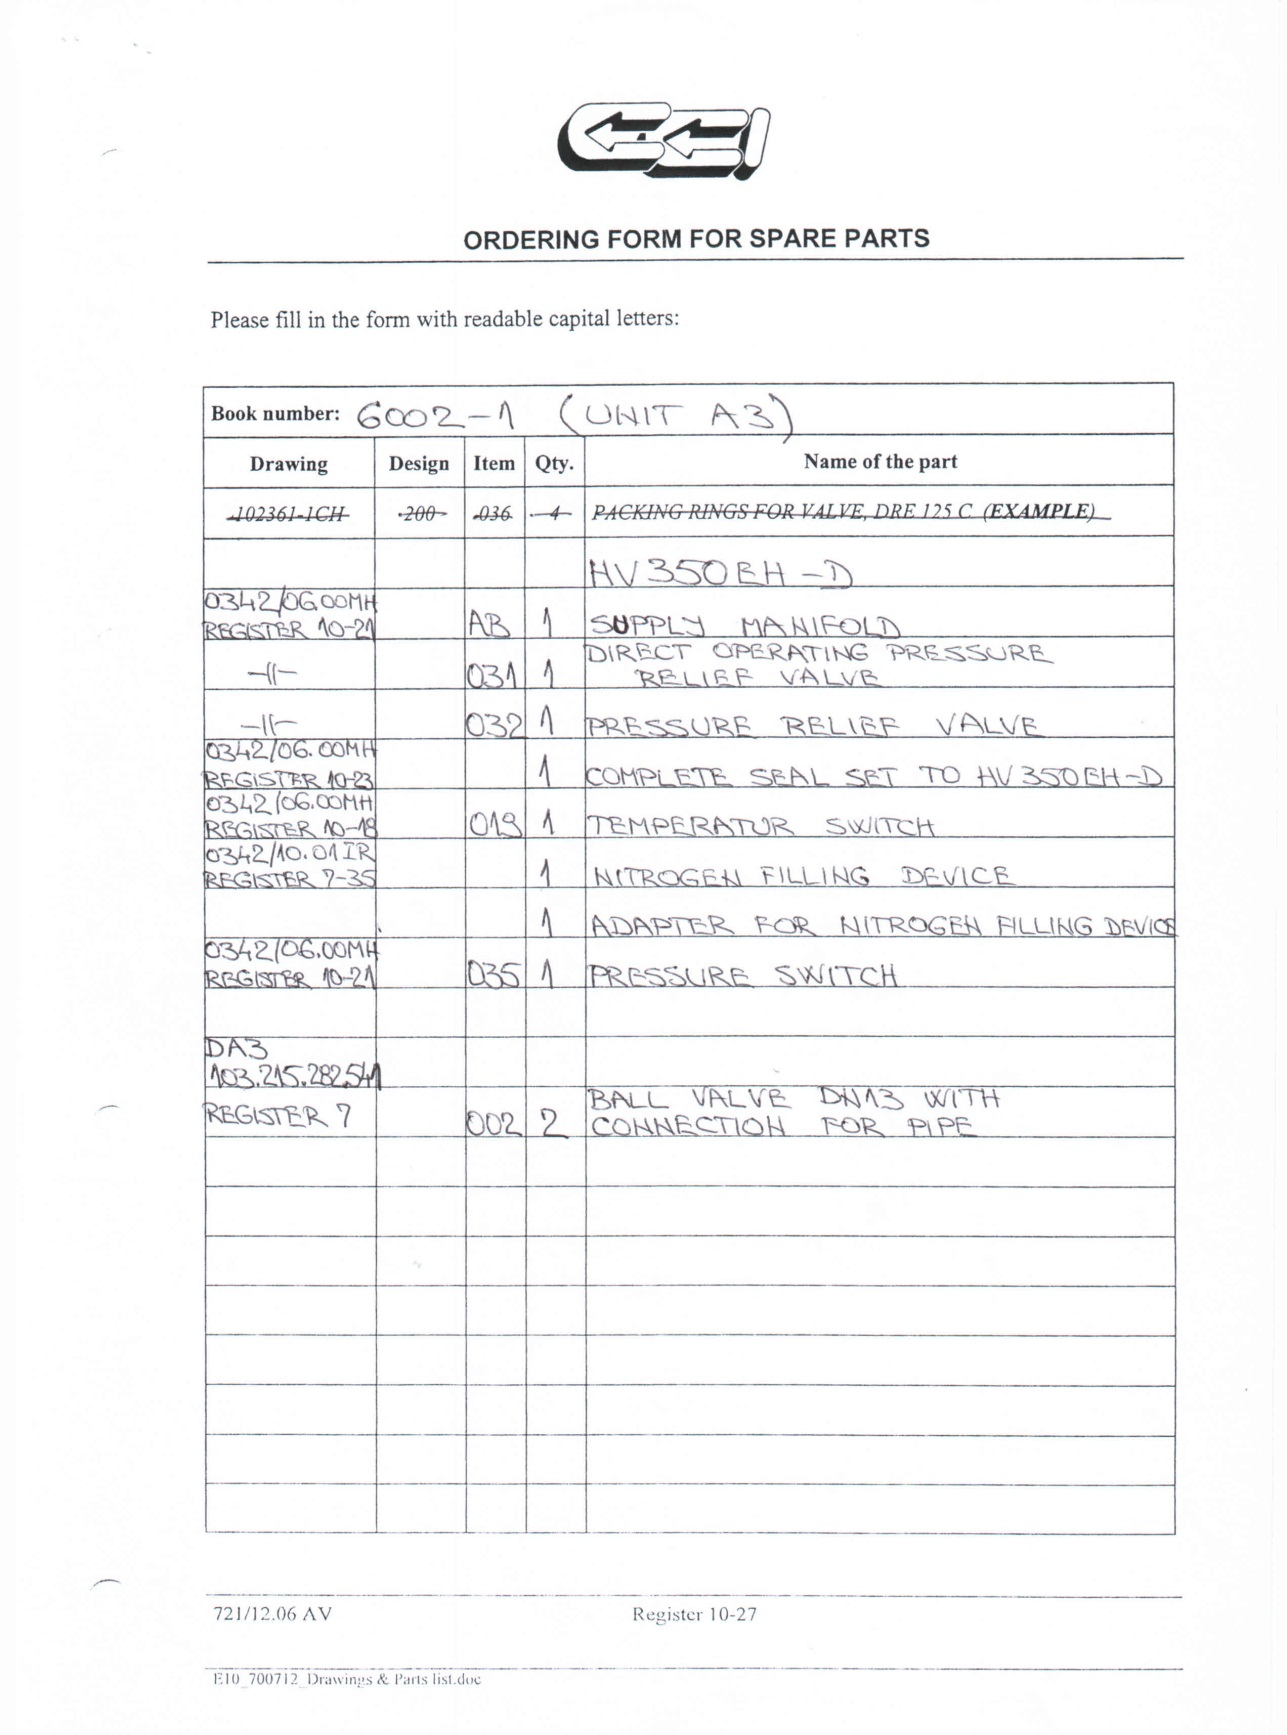 CCI
ORDERING FORM FOR SPARE PARTS
Please fill in the form with readable capital letters:
Book number: 6002-1 (UNIT A3)
Drawing Design Item Qty. Name of the part
102361-1CH 200 036 4 PACKING RINGS FOR VALVE, DRE 125 C (EXAMPLE)
HV350EH-D
0342/06.00MH
REGISTER 10-21 AB 1 SUPPLY MANIFOLD
DIRECT OPERATING PRESSURE
-||- 031 1 RELIEF VALVE
-||- 032 1 PRESSURE RELIEF VALVE
0342/06.00MH
REGISTER 10-23 1 COMPLETE SEAL SET TO HV350EH-D
0342/06.00MH
REGISTER 10-18 019 1 TEMPERATUR SWITCH
0342/10.01IR
REGISTER 7-35 1 NITROGEN FILLING DEVICE
1 ADAPTER FOR NITROGEN FILLING DEVICE
0342/06.00MH
REGISTER 10-21 035 1 PRESSURE SWITCH
DA3
103.215.282.541
BALL VALVE DN13 WITH
REGISTER 7 002 2 CONNECTION FOR PIPE
721/12.06 AV Register 10-27
E10_700712_Drawings & Parts list.doc